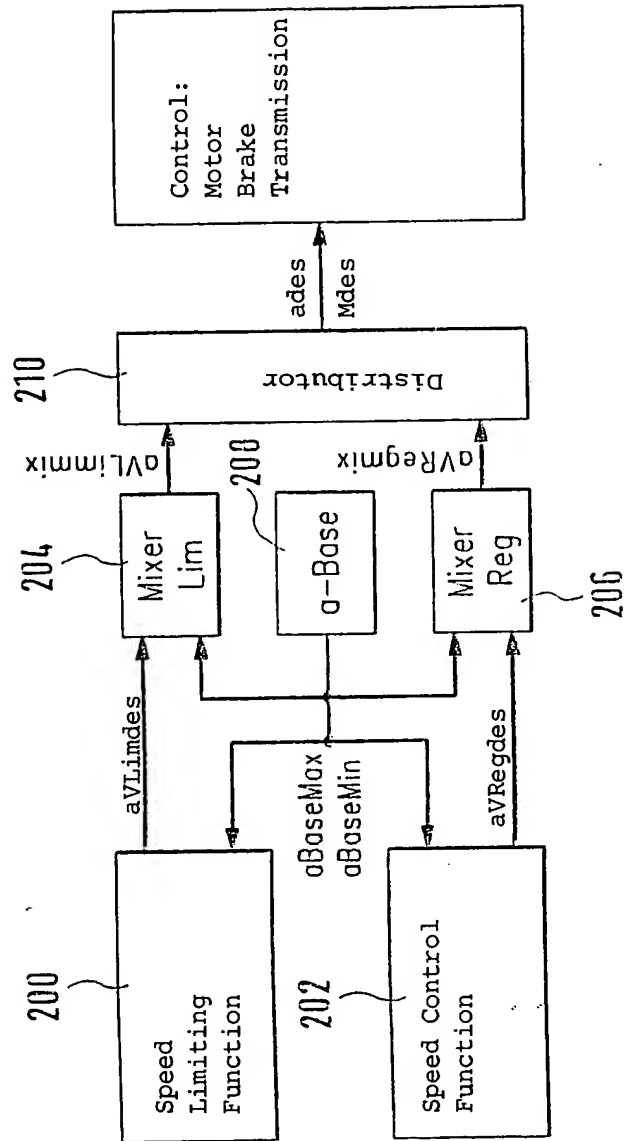 200
Speed
Limiting
Function
aVLimdes
204
Mixer
Lim
aVLimmix
210
Distributor
ades
Mdes
Control:
Motor
Brake
Transmission
208
a-Base
aBaseMax
aBaseMin
202
Speed Control
Function
aVRegdes
Mixer
Reg
206
aVRegmix